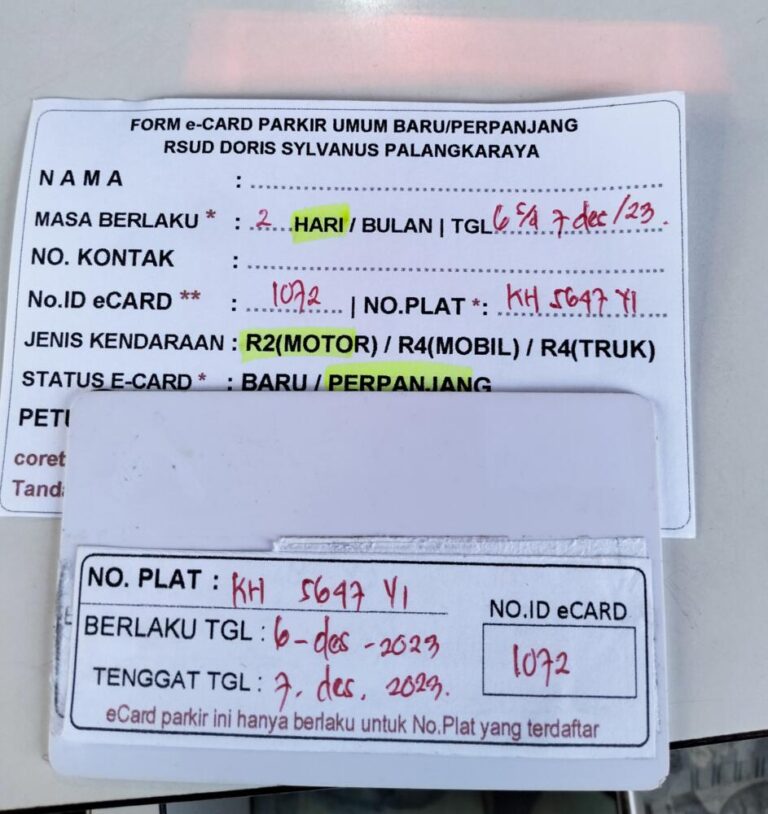 FORM e-CARD PARKIR UMUM BARU/PERPANJANG
RSUD DORIS SYLVANUS PALANGKARAYA
N A M A :
MASA BERLAKU * : 2 HARI / BULAN | TGL 6 s/d 7 dec/23.
NO. KONTAK :
No.ID eCARD ** : 1072 | NO.PLAT *: KH 5647 YI
JENIS KENDARAAN : R2(MOTOR) / R4(MOBIL) / R4(TRUK)
STATUS E-CARD * : BARU / PERPANJANG
NO. PLAT : KH 5647 YI
NO.ID eCARD
BERLAKU TGL : 6-des-2023
1072
TENGGAT TGL : 7. des. 2023.
eCard parkir ini hanya berlaku untuk No.Plat yang terdaftar